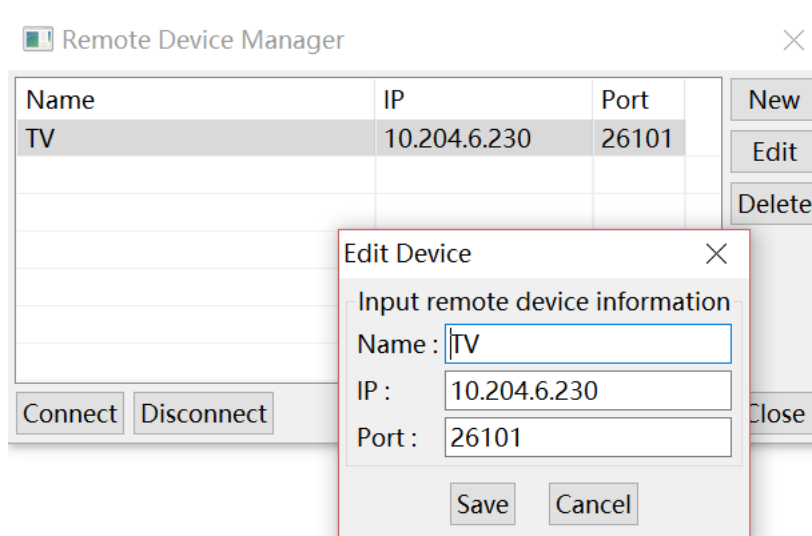 Remote Device Manager
Name IP Port
TV 10.204.6.230 26101
New
Edit
Delete
Connect Disconnect
Close
Edit Device
Input remote device information
Name : TV
IP : 10.204.6.230
Port : 26101
Save Cancel